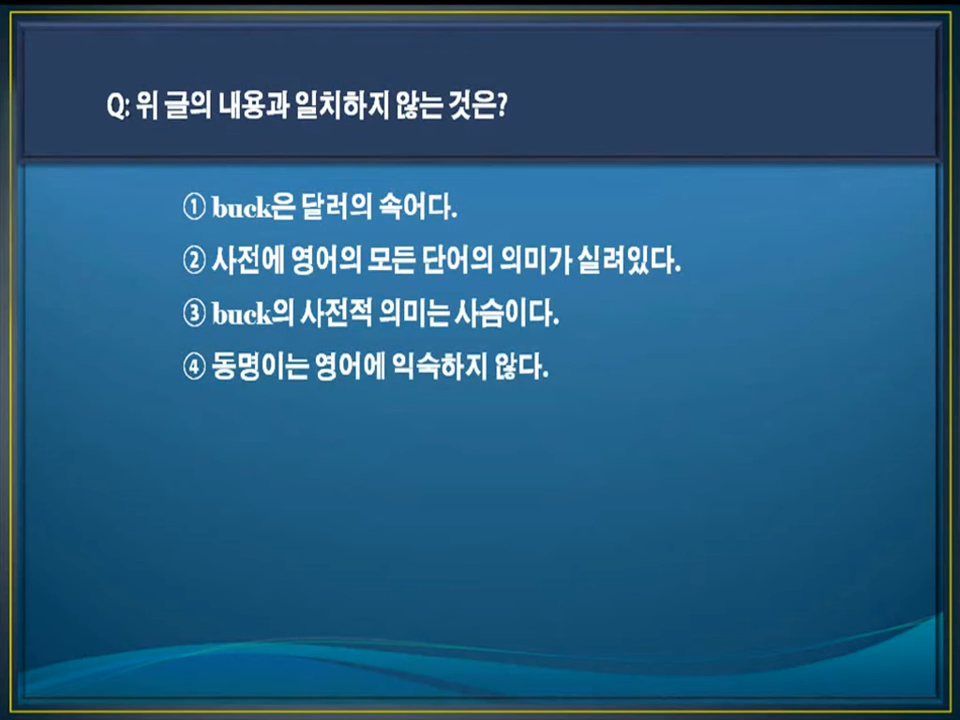 Q: 위 글의 내용과 일치하지 않는 것은?
① buck은 달러의 속어다.
② 사전에 영어의 모든 단어의 의미가 실려있다.
③ buck의 사전적 의미는 사슴이다.
④ 동명이는 영어에 익숙하지 않다.